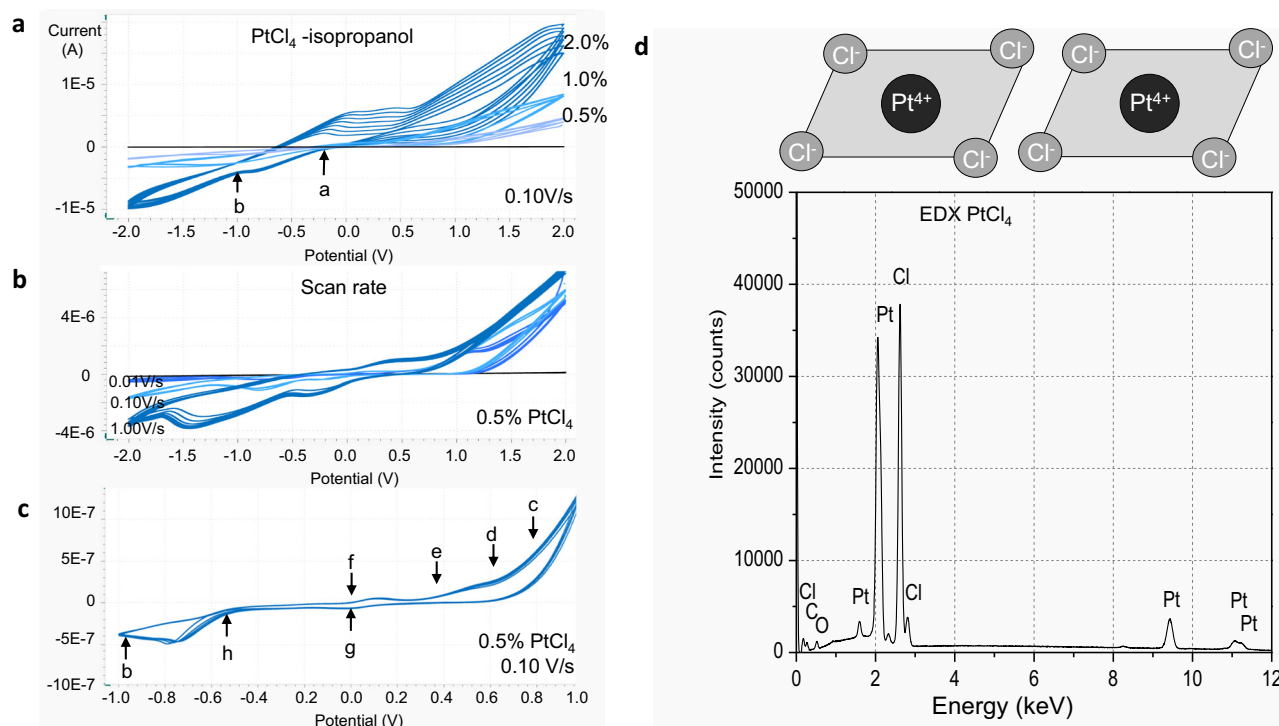 a
Current
(A)
PtCl4 -isopropanol
2.0%
1E-5
1.0%
0.5%
0
b
a
0.10V/s
-1E-5
-2.0 -1.5 -1.0 -0.5 0.0 0.5 1.0 1.5 2.0
Potential (V)
b
Scan rate
4E-6
0
0.01V/s
0.10V/s
1.00V/s
0.5% PtCl4
-4E-6
-2.0 -1.5 -1.0 -0.5 0.0 0.5 1.0 1.5 2.0
Potential (V)
c
10E-7
c
d
5E-7
f
e
0
0.5% PtCl4
0.10 V/s
-5E-7
b
h
g
-10E-7
-1.0 -0.8 -0.6 -0.4 -0.2 0.0 0.2 0.4 0.6 0.8 1.0
Potential (V)
d
Cl- Cl- Cl- Cl-
Pt4+ Pt4+
Cl- Cl- Cl- Cl-
50000
EDX PtCl4
40000
Cl
Pt
30000
Intensity (counts)
20000
10000
Cl
C
O
Pt
Cl
Pt
Pt
Pt
0
0 2 4 6 8 10 12
Energy (keV)